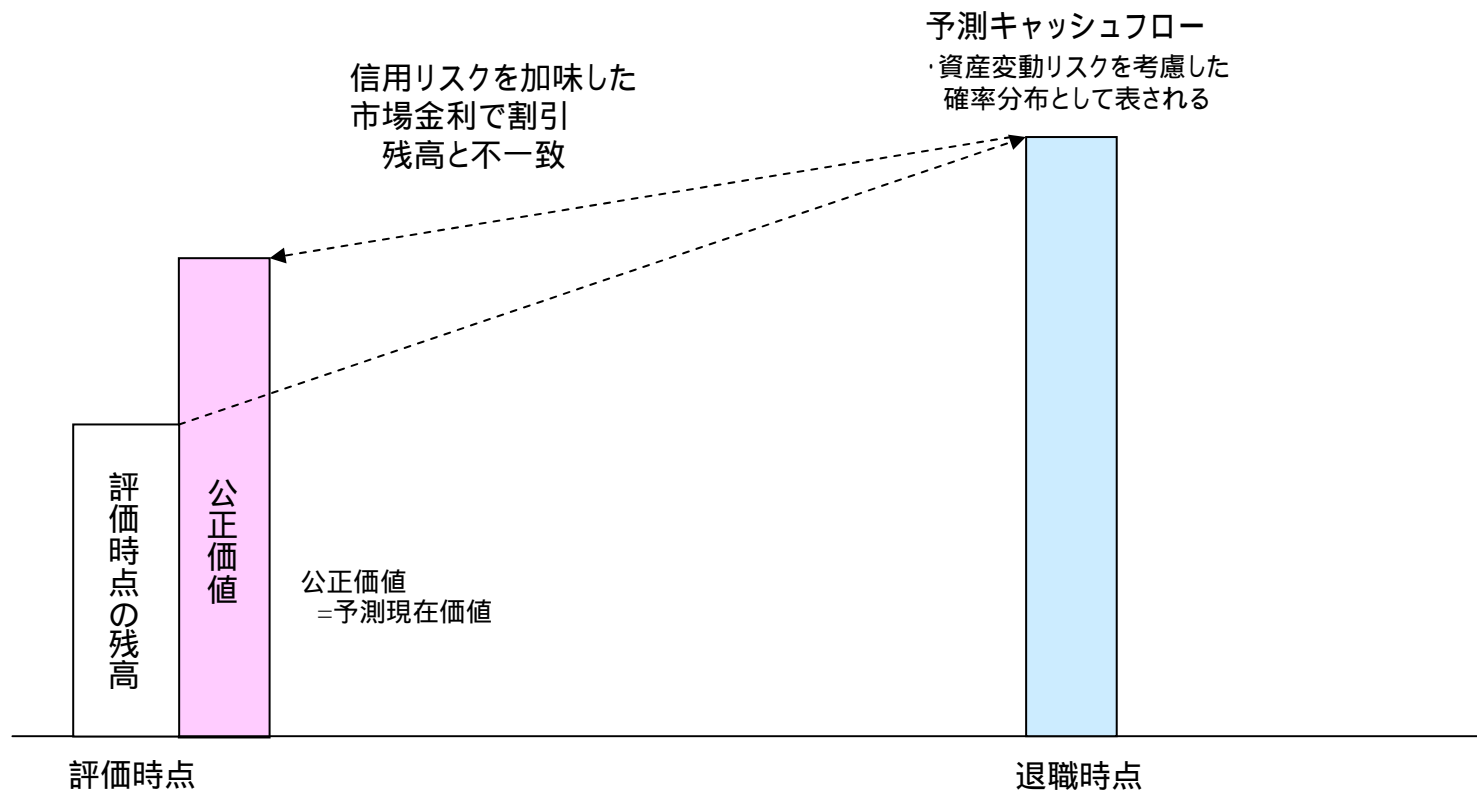 予測キャッシュフロー
・資産変動リスクを考慮した
確率分布として表される
信用リスクを加味した
市場金利で割引
残高と不一致
評価時点の残高
公正価値
公正価値
=予測現在価値
評価時点
退職時点